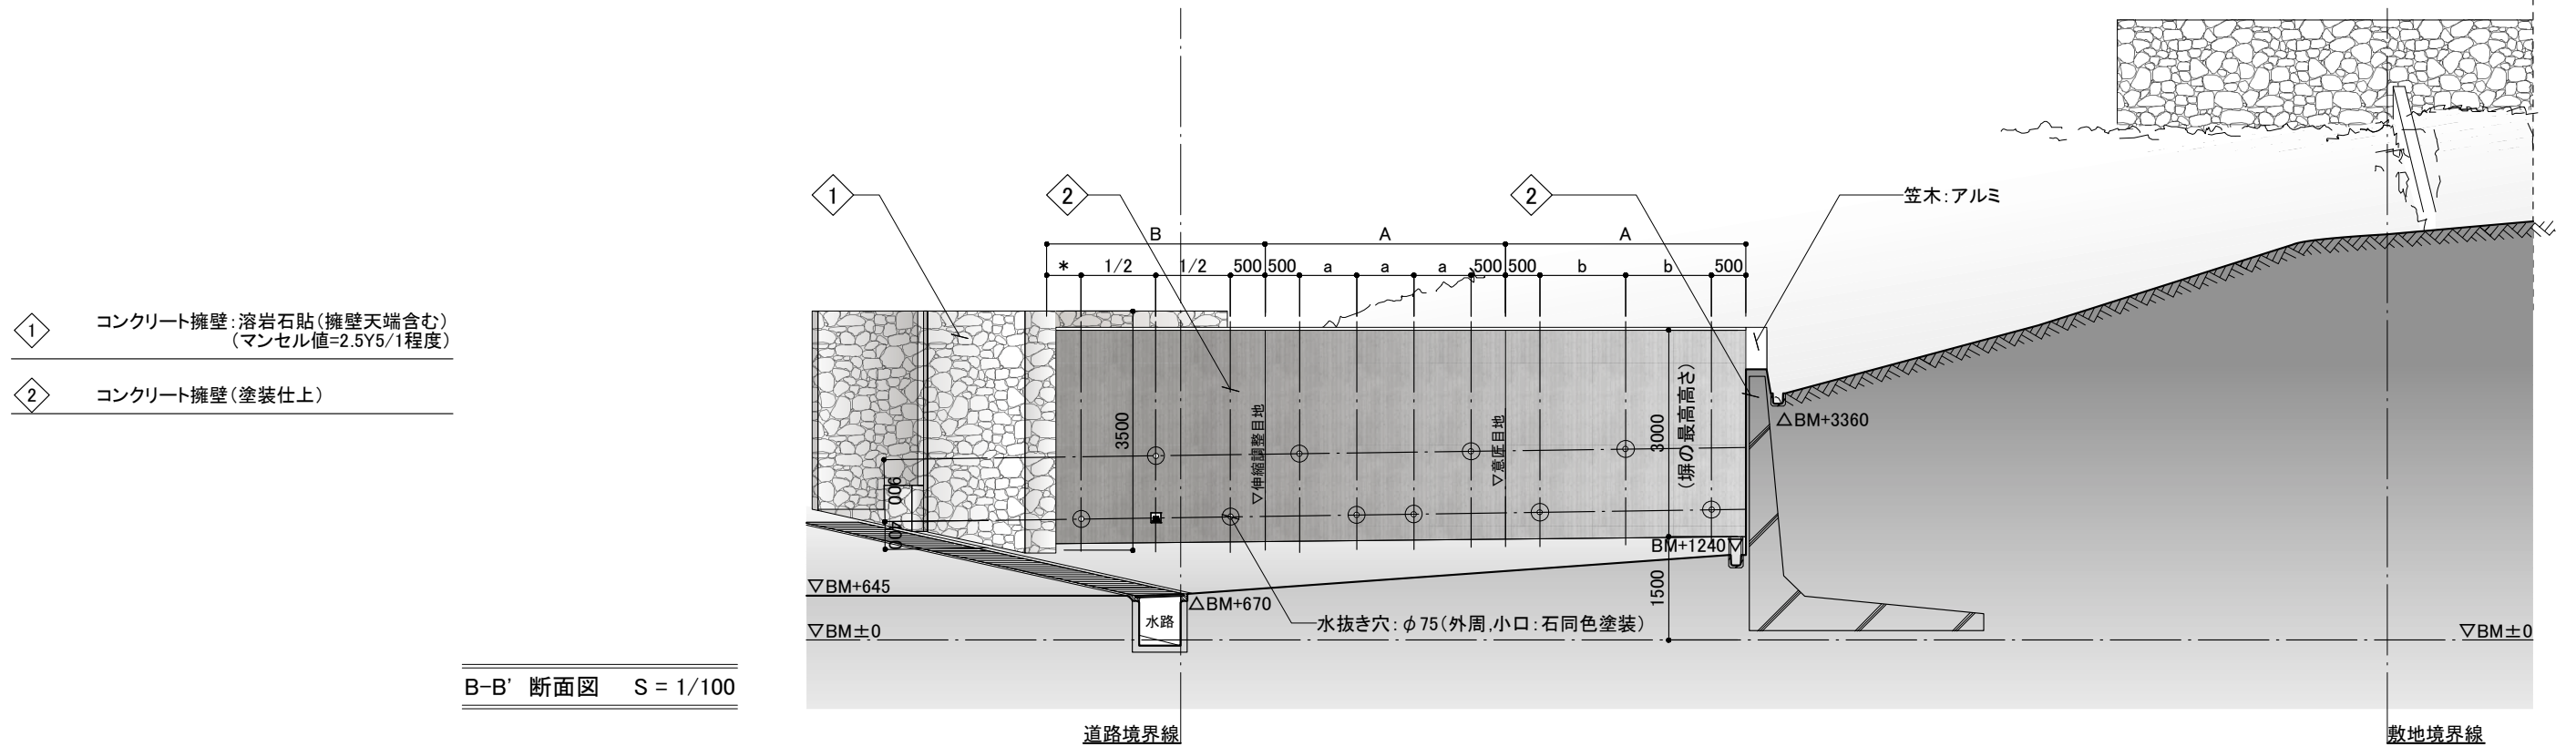 1
2
2
笠木：アルミ
B
A
A
*
1/2
1/2
500
500
a
a
a
500
500
b
b
500
1
コンクリート擁壁：溶岩石貼（擁壁天端含む）
（マンセル値=2.5Y5/1程度）
2
コンクリート擁壁（塗装仕上）
3500
▽伸縮調整目地
▽意匠目地
3000
（塀の最高高さ）
△BM+3360
900
400
BM+1240▽
1500
▽BM+645
△BM+670
水路
水抜き穴：φ75（外周,小口：石同色塗装）
▽BM±0
▽BM±0
B-B' 断面図 S = 1/100
道路境界線
敷地境界線